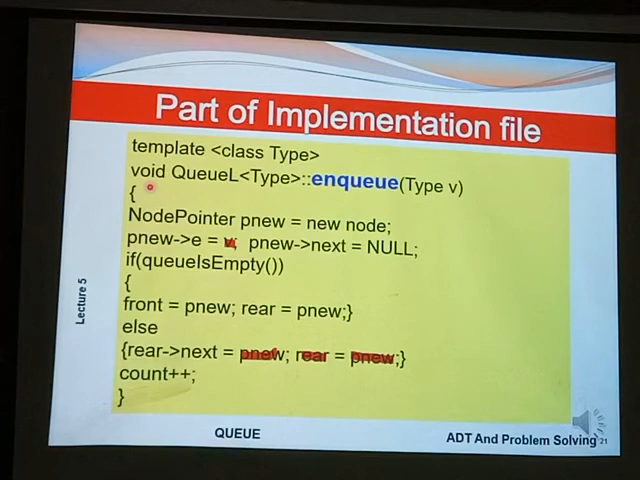 Part of Implementation file
template <class Type>
void QueueL<Type>::enqueue(Type v)
{
NodePointer pnew = new node;
pnew->e = v; pnew->next = NULL;
if(queueIsEmpty())
{
front = pnew; rear = pnew;}
else
{rear->next = pnew; rear = pnew;}
count++;
}
Lecture 5
QUEUE
ADT And Problem Solving
21